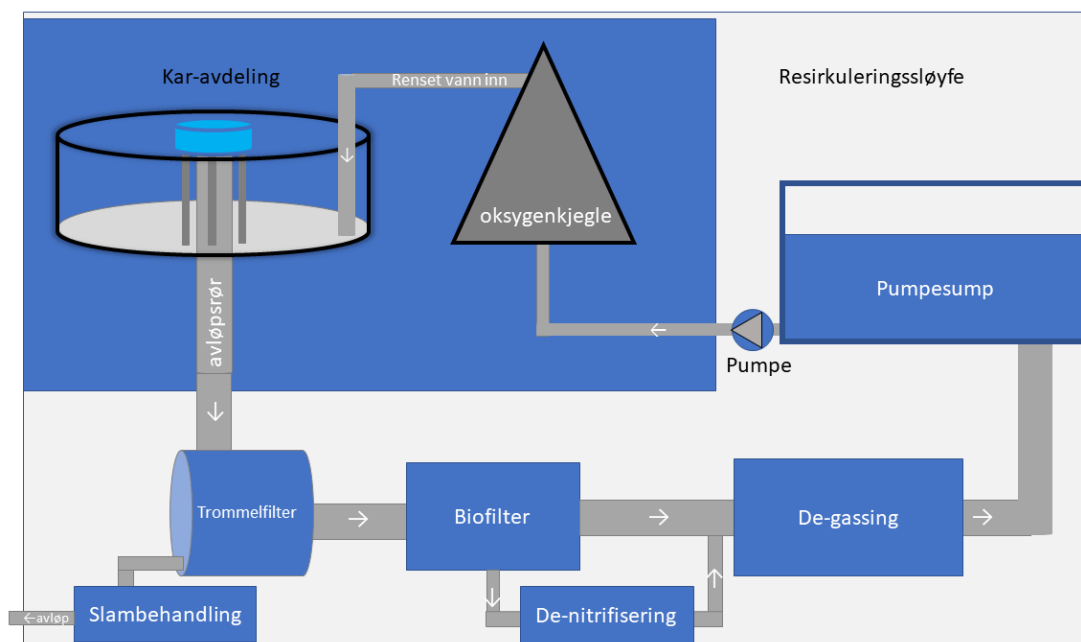 Kar-avdeling
Renset vann inn
Resirkuleringssløyfe
oksygenkjegle
Pumpesump
avløpsrør
Pumpe
Trommelfilter
Biofilter
De-gassing
Slambehandling
De-nitrifisering
avløp